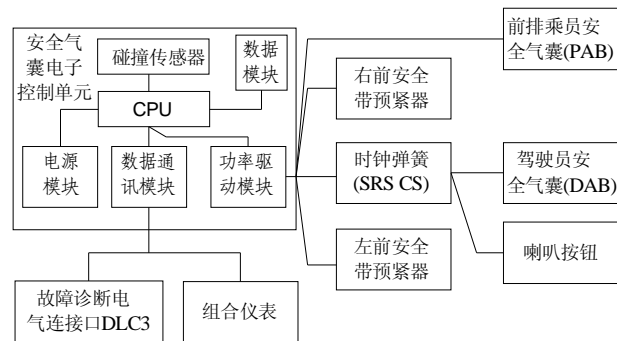 安全气
囊电子
控制单元
碰撞传感器
数据
模块
CPU
电源
模块
数据通
讯模块
功率驱
动模块
故障诊断电
气连接口DLC3
组合仪表
前排乘员安
全气囊(PAB)
右前安全
带预紧器
时钟弹簧
(SRS CS)
驾驶员安
全气囊(DAB)
左前安全
带预紧器
喇叭按钮